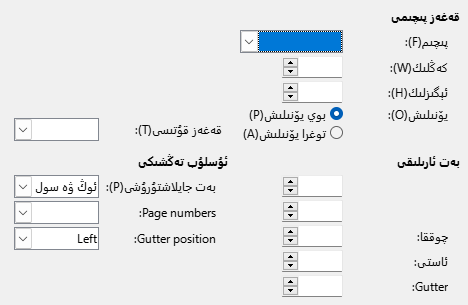 قەغەز پىچىمى
پىچىم(F):
كەڭلىك(W):
ئېگىزلىك(H):
يۆنىلىش(O): بوي يۆنىلىش(P)
توغرا يۆنىلىش(A) قەغەز قۇتىسى(T):
بەت ئارىلىقى ئۇسلۇب تەڭشىكى
بەت جايلاشتۇرۇشى(P): ئوڭ ۋە سول
Page numbers:
چوققا: Gutter position: Left
ئاستى:
Gutter: